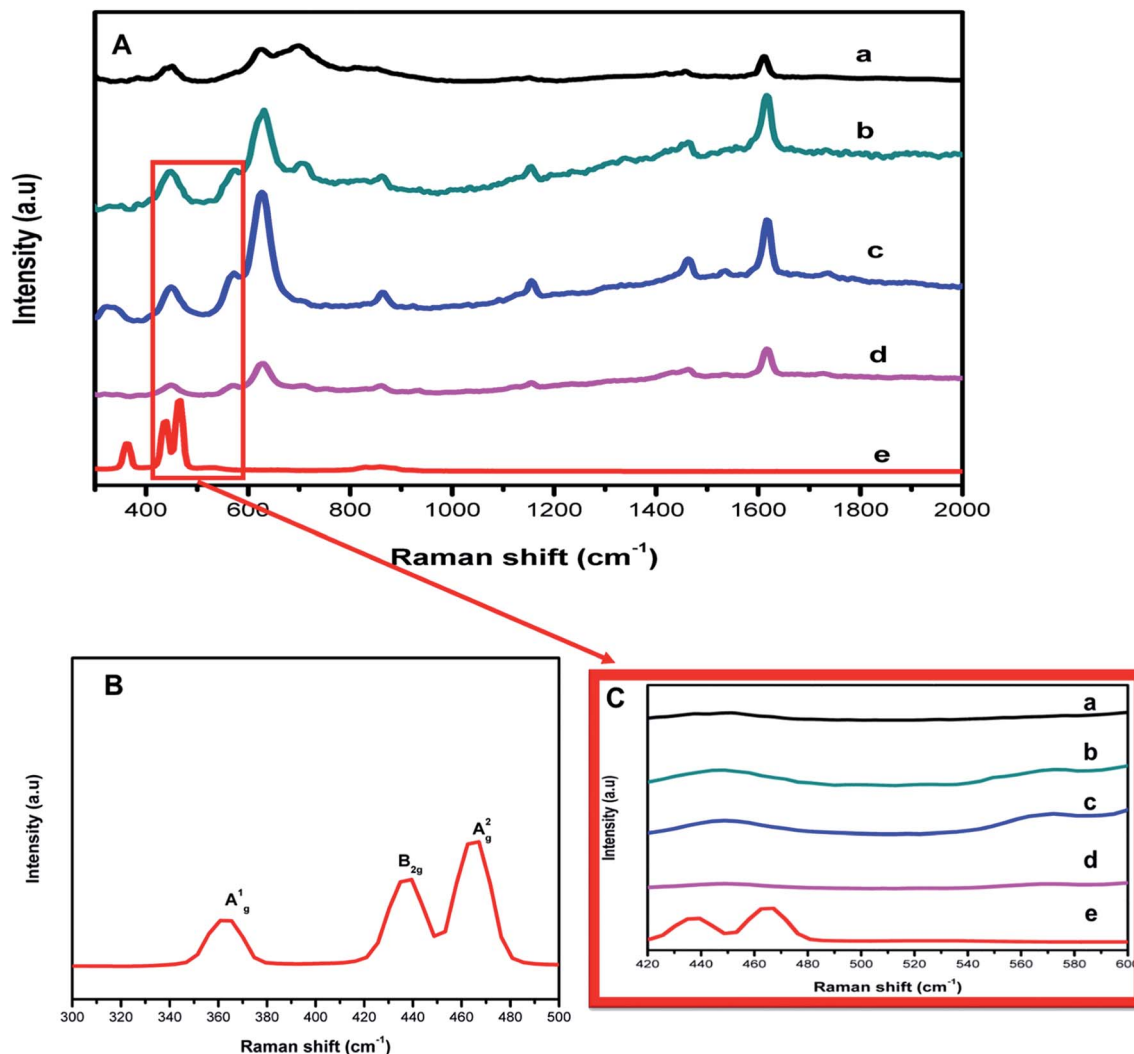 A
a
b
c
d
e
Intensity (a.u)
400 600 800 1000 1200 1400 1600 1800 2000
Raman shift (cm⁻¹)
B
A¹g
B₂g
A²g
Intensity (a.u)
300 320 340 360 380 400 420 440 460 480 500
Raman shift (cm⁻¹)
C
a
b
c
d
e
Intensity (a.u)
420 440 460 480 500 520 540 560 580 600
Raman shift (cm⁻¹)